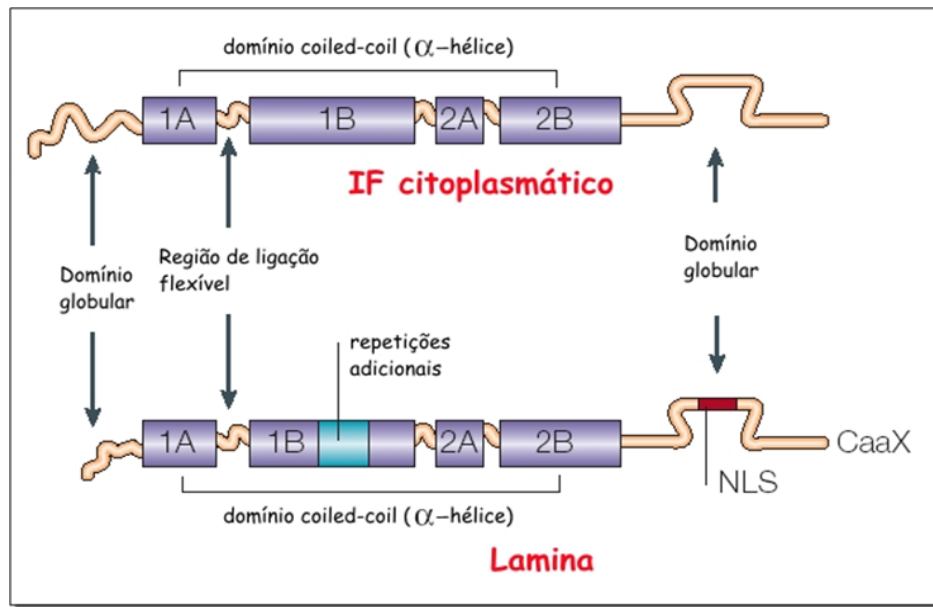 domínio coiled-coil (α-hélice)
1A
1B
2A
2B
IF citoplasmático
Domínio
globular
Região de ligação
flexível
Domínio
globular
repetições
adicionais
1A
1B
2A
2B
CaaX
NLS
domínio coiled-coil (α-hélice)
Lamina